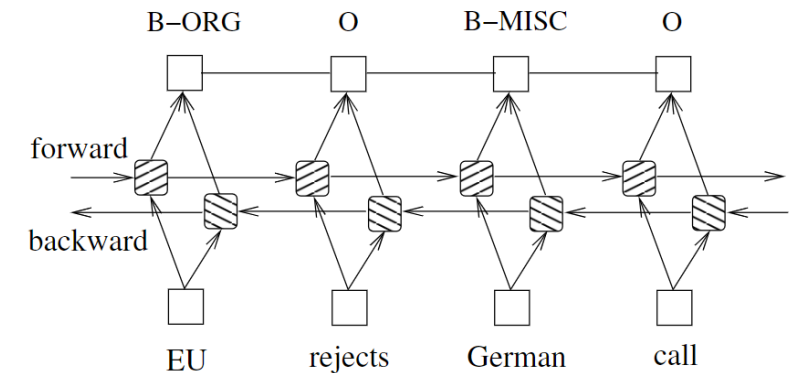 B-ORG O B-MISC O
forward
backward
EU rejects German call